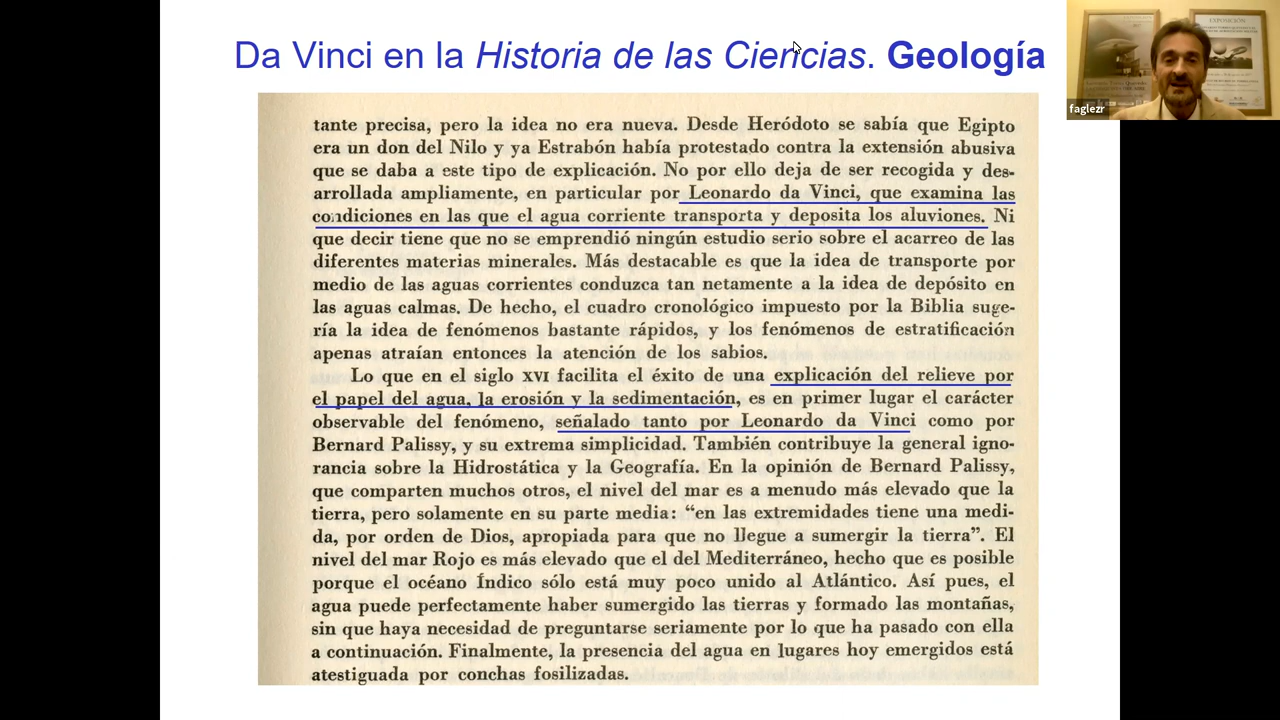 Da Vinci en la Historia de las Ciencias. Geología
tante precisa, pero la idea no era nueva. Desde Heródoto se sabía que Egipto
era un don del Nilo y ya Estrabón había protestado contra la extensión abusiva
que se daba a este tipo de explicación. No por ello deja de ser recogida y des-
arrollada ampliamente, en particular por Leonardo da Vinci, que examina las
condiciones en las que el agua corriente transporta y deposita los aluviones. Ni
que decir tiene que no se emprendió ningún estudio serio sobre el acarreo de las
diferentes materias minerales. Más destacable es que la idea de transporte por
medio de las aguas corrientes conduzca tan netamente a la idea de depósito en
las aguas calmas. De hecho, el cuadro cronológico impuesto por la Biblia suge-
ría la idea de fenómenos bastante rápidos, y los fenómenos de estratificación
apenas atraían entonces la atención de los sabios.
Lo que en el siglo XVI facilita el éxito de una explicación del relieve por
el papel del agua, la erosión y la sedimentación, es en primer lugar el carácter
observable del fenómeno, señalado tanto por Leonardo da Vinci como por
Bernard Palissy, y su extrema simplicidad. También contribuye la general igno-
rancia sobre la Hidrostática y la Geografía. En la opinión de Bernard Palissy,
que comparten muchos otros, el nivel del mar es a menudo más elevado que la
tierra, pero solamente en su parte media: “en las extremidades tiene una medi-
da, por orden de Dios, apropiada para que no llegue a sumergir la tierra”. El
nivel del mar Rojo es más elevado que el del Mediterráneo, hecho que es posible
porque el océano Índico sólo está muy poco unido al Atlántico. Así pues, el
agua puede perfectamente haber sumergido las tierras y formado las montañas,
sin que haya necesidad de preguntarse seriamente por lo que ha pasado con ella
a continuación. Finalmente, la presencia del agua en lugares hoy emergidos está
atestiguada por conchas fosilizadas.
EXPOSICIÓN
faglezr